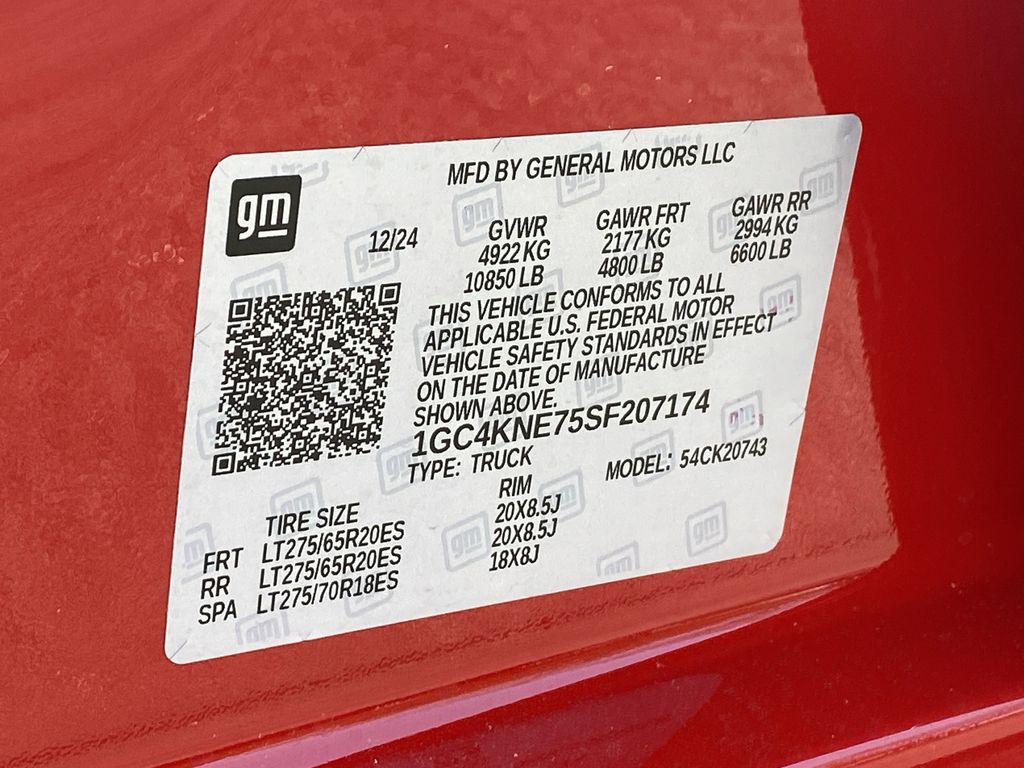 MFD BY GENERAL MOTORS LLC
gm
12/24
GVWR GAWR FRT GAWR RR
4922 KG 2177 KG 2994 KG
10850 LB 4800 LB 6600 LB
THIS VEHICLE CONFORMS TO ALL
APPLICABLE U.S. FEDERAL MOTOR
VEHICLE SAFETY STANDARDS IN EFFECT
ON THE DATE OF MANUFACTURE
SHOWN ABOVE.
1GC4KNE75SF207174
TYPE: TRUCK MODEL: 54CK20743
TIRE SIZE RIM
FRT LT275/65R20ES 20X8.5J
RR LT275/65R20ES 20X8.5J
SPA LT275/70R18ES 18X8J